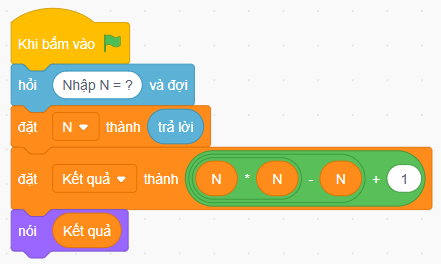 Khi bấm vào
hỏi Nhập N = ? và đợi
đặt N thành trả lời
đặt Kết quả thành N * N - N + 1
nói Kết quả